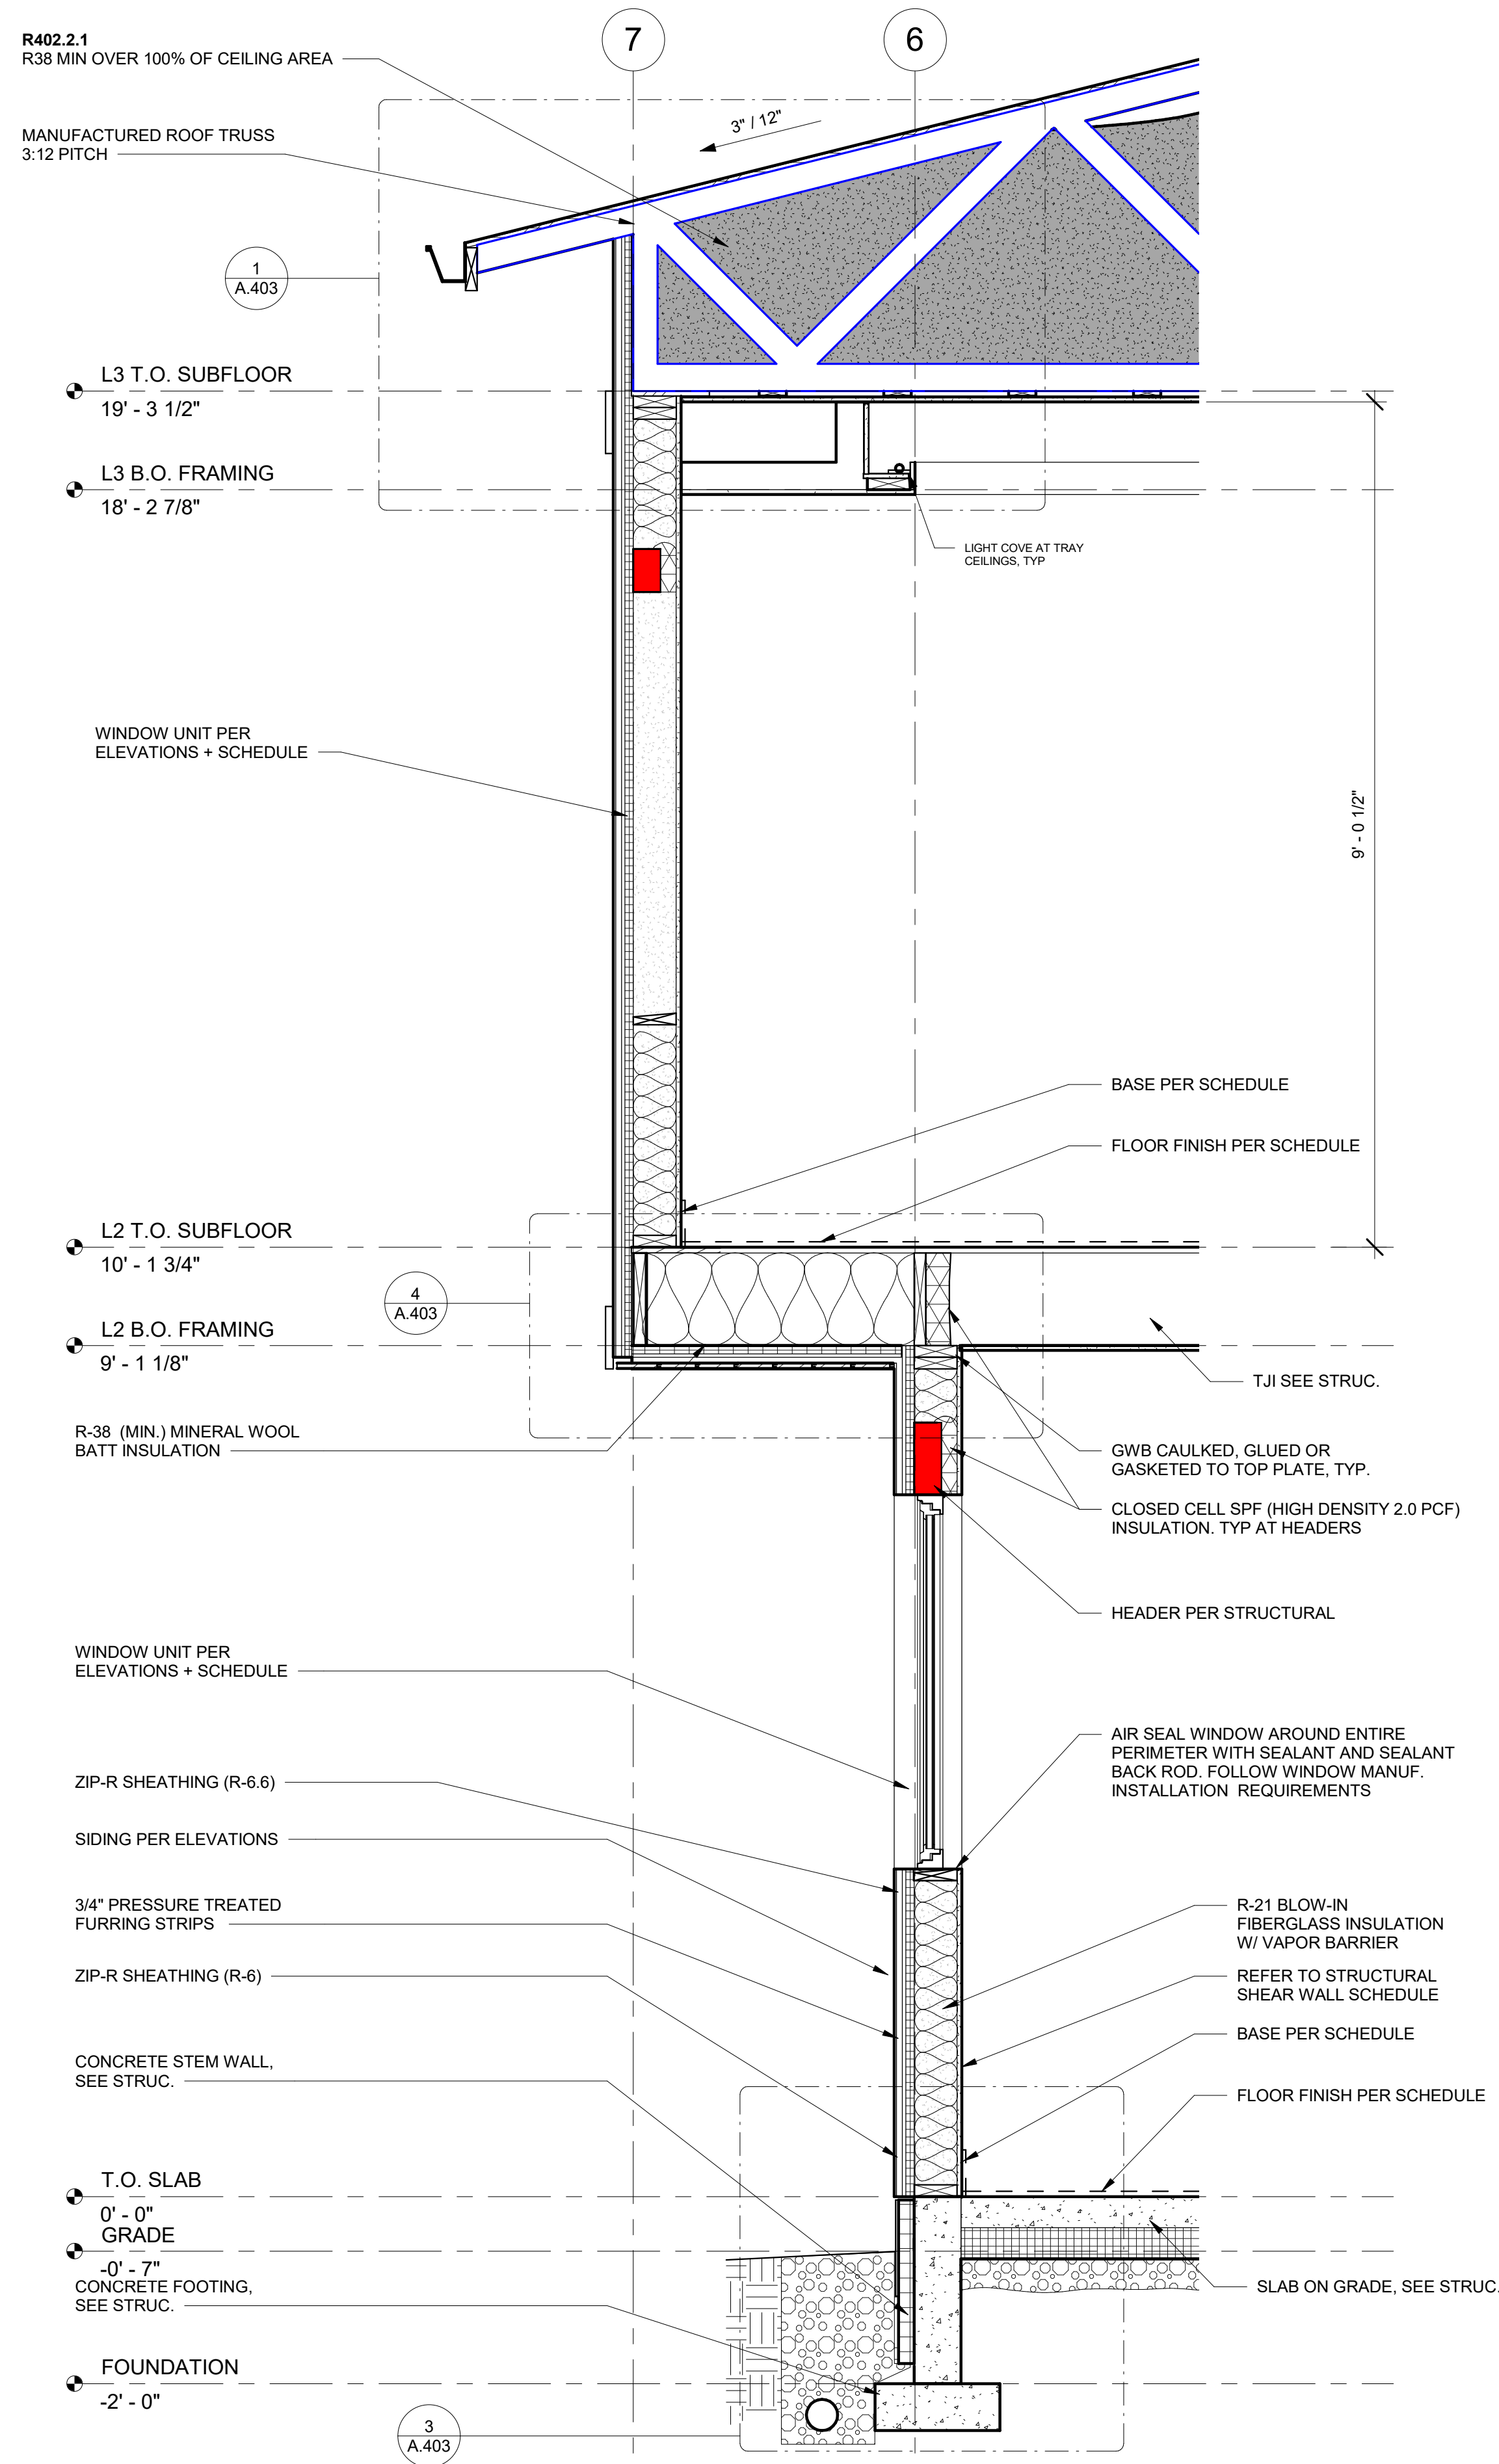 7
6
R402.2.1
R38 MIN OVER 100% OF CEILING AREA
3" / 12"
MANUFACTURED ROOF TRUSS
3:12 PITCH
1
A.403
L3 T.O. SUBFLOOR
19' - 3 1/2"
L3 B.O. FRAMING
18' - 2 7/8"
LIGHT COVE AT TRAY
CEILINGS, TYP
WINDOW UNIT PER
ELEVATIONS + SCHEDULE
9' - 0 1/2"
BASE PER SCHEDULE
FLOOR FINISH PER SCHEDULE
L2 T.O. SUBFLOOR
10' - 1 3/4"
4
A.403
L2 B.O. FRAMING
9' - 1 1/8"
TJI SEE STRUC.
R-38 (MIN.) MINERAL WOOL
BATT INSULATION
GWB CAULKED, GLUED OR
GASKETED TO TOP PLATE, TYP.
CLOSED CELL SPF (HIGH DENSITY 2.0 PCF)
INSULATION. TYP AT HEADERS
HEADER PER STRUCTURAL
WINDOW UNIT PER
ELEVATIONS + SCHEDULE
AIR SEAL WINDOW AROUND ENTIRE
PERIMETER WITH SEALANT AND SEALANT
BACK ROD. FOLLOW WINDOW MANUF.
INSTALLATION REQUIREMENTS
ZIP-R SHEATHING (R-6.6)
SIDING PER ELEVATIONS
3/4" PRESSURE TREATED
FURRING STRIPS
R-21 BLOW-IN
FIBERGLASS INSULATION
W/ VAPOR BARRIER
ZIP-R SHEATHING (R-6)
REFER TO STRUCTURAL
SHEAR WALL SCHEDULE
BASE PER SCHEDULE
CONCRETE STEM WALL,
SEE STRUC.
FLOOR FINISH PER SCHEDULE
T.O. SLAB
0' - 0"
GRADE
-0' - 7"
CONCRETE FOOTING,
SEE STRUC.
SLAB ON GRADE, SEE STRUC.
FOUNDATION
-2' - 0"
3
A.403